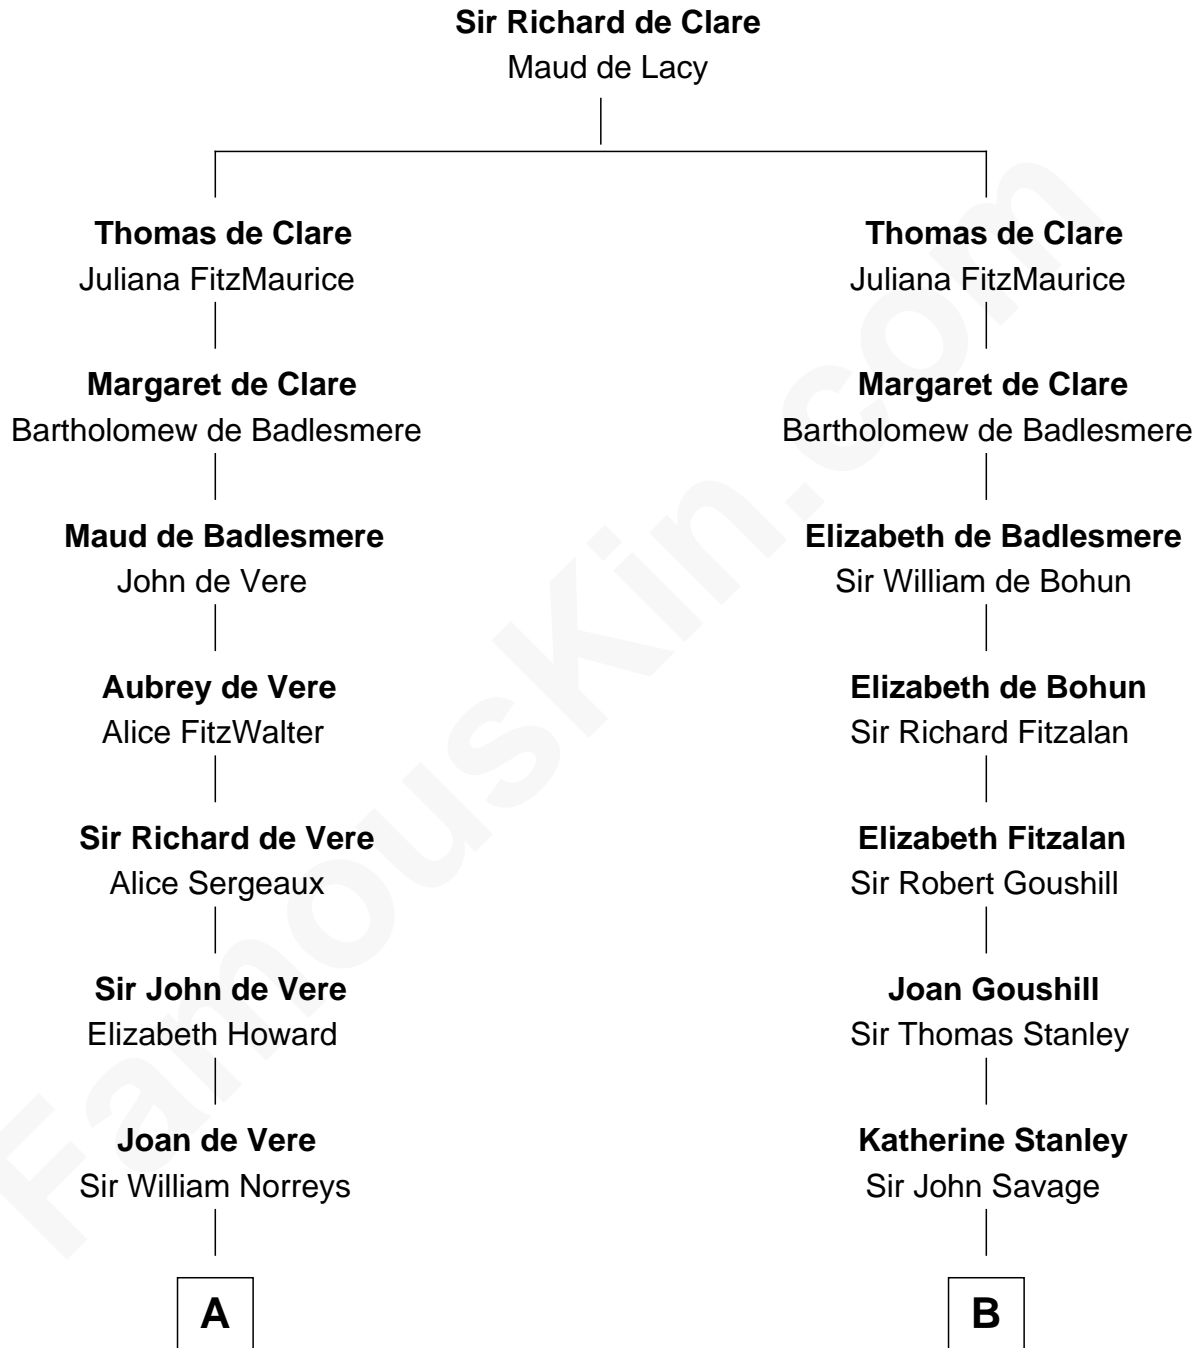 Sir Richard de Clare
Maud de Lacy
Thomas de Clare
Juliana FitzMaurice
Margaret de Clare
Bartholomew de Badlesmere
Maud de Badlesmere
John de Vere
Aubrey de Vere
Alice FitzWalter
Sir Richard de Vere
Alice Sergeaux
Sir John de Vere
Elizabeth Howard
Joan de Vere
Sir William Norreys
A
Thomas de Clare
Juliana FitzMaurice
Margaret de Clare
Bartholomew de Badlesmere
Elizabeth de Badlesmere
Sir William de Bohun
Elizabeth de Bohun
Sir Richard Fitzalan
Elizabeth Fitzalan
Sir Robert Goushill
Joan Goushill
Sir Thomas Stanley
Katherine Stanley
Sir John Savage
B
FamousKin.com